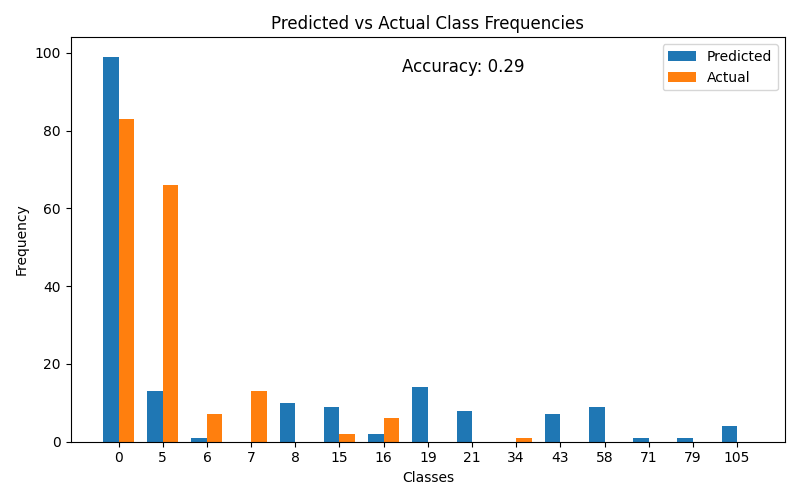 Predicted vs Actual Class Frequencies
Accuracy: 0.29
Predicted
Actual
Frequency
100
80
60
40
20
0
0 5 6 7 8 15 16 19 21 34 43 58 71 79 105
Classes